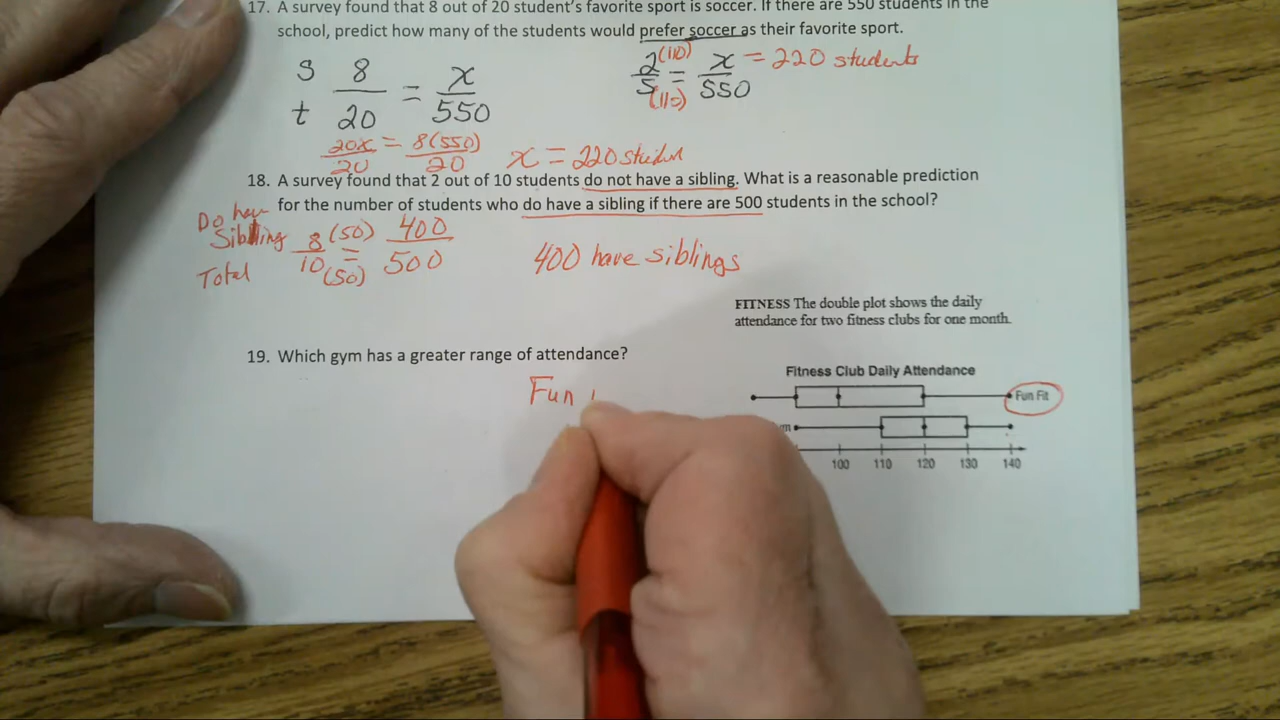 17. A survey found that 8 out of 20 student's favorite sport is soccer. If there are 550 students in the
school, predict how many of the students would prefer soccer as their favorite sport.
S 8/20 = x/550
t
2(110)/5(110) = x/550 = 220 students
20x/20 = 8(550)/20 x = 220 student
18. A survey found that 2 out of 10 students do not have a sibling. What is a reasonable prediction
for the number of students who do have a sibling if there are 500 students in the school?
Do have
Sibling 8(50)/10(50) = 400/500
Total
400 have siblings
FITNESS The double plot shows the daily
attendance for two fitness clubs for one month.
19. Which gym has a greater range of attendance?
Fun
Fitness Club Daily Attendance
Fun Fit
100 110 120 130 140